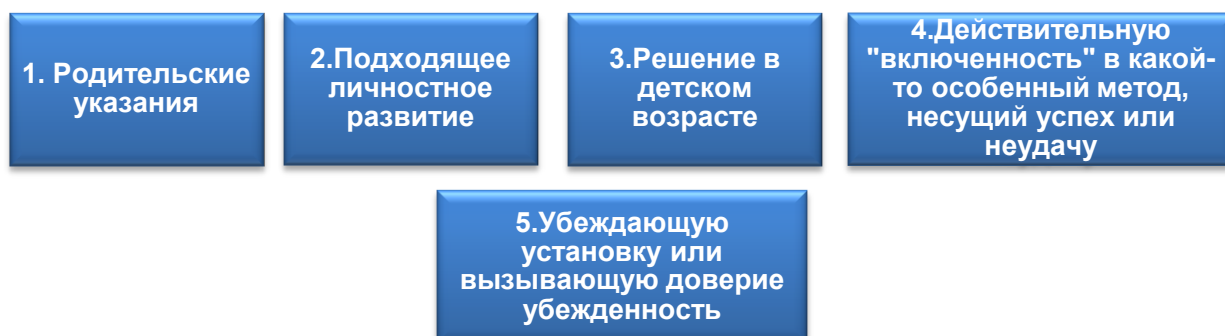 1. Родительские
указания
2.Подходящее
личностное
развитие
3.Решение в
детском
возрасте
4.Действительную
"включенность" в какой-
то особенный метод,
несущий успех или
неудачу
5.Убеждающую
установку или
вызывающую доверие
убежденность